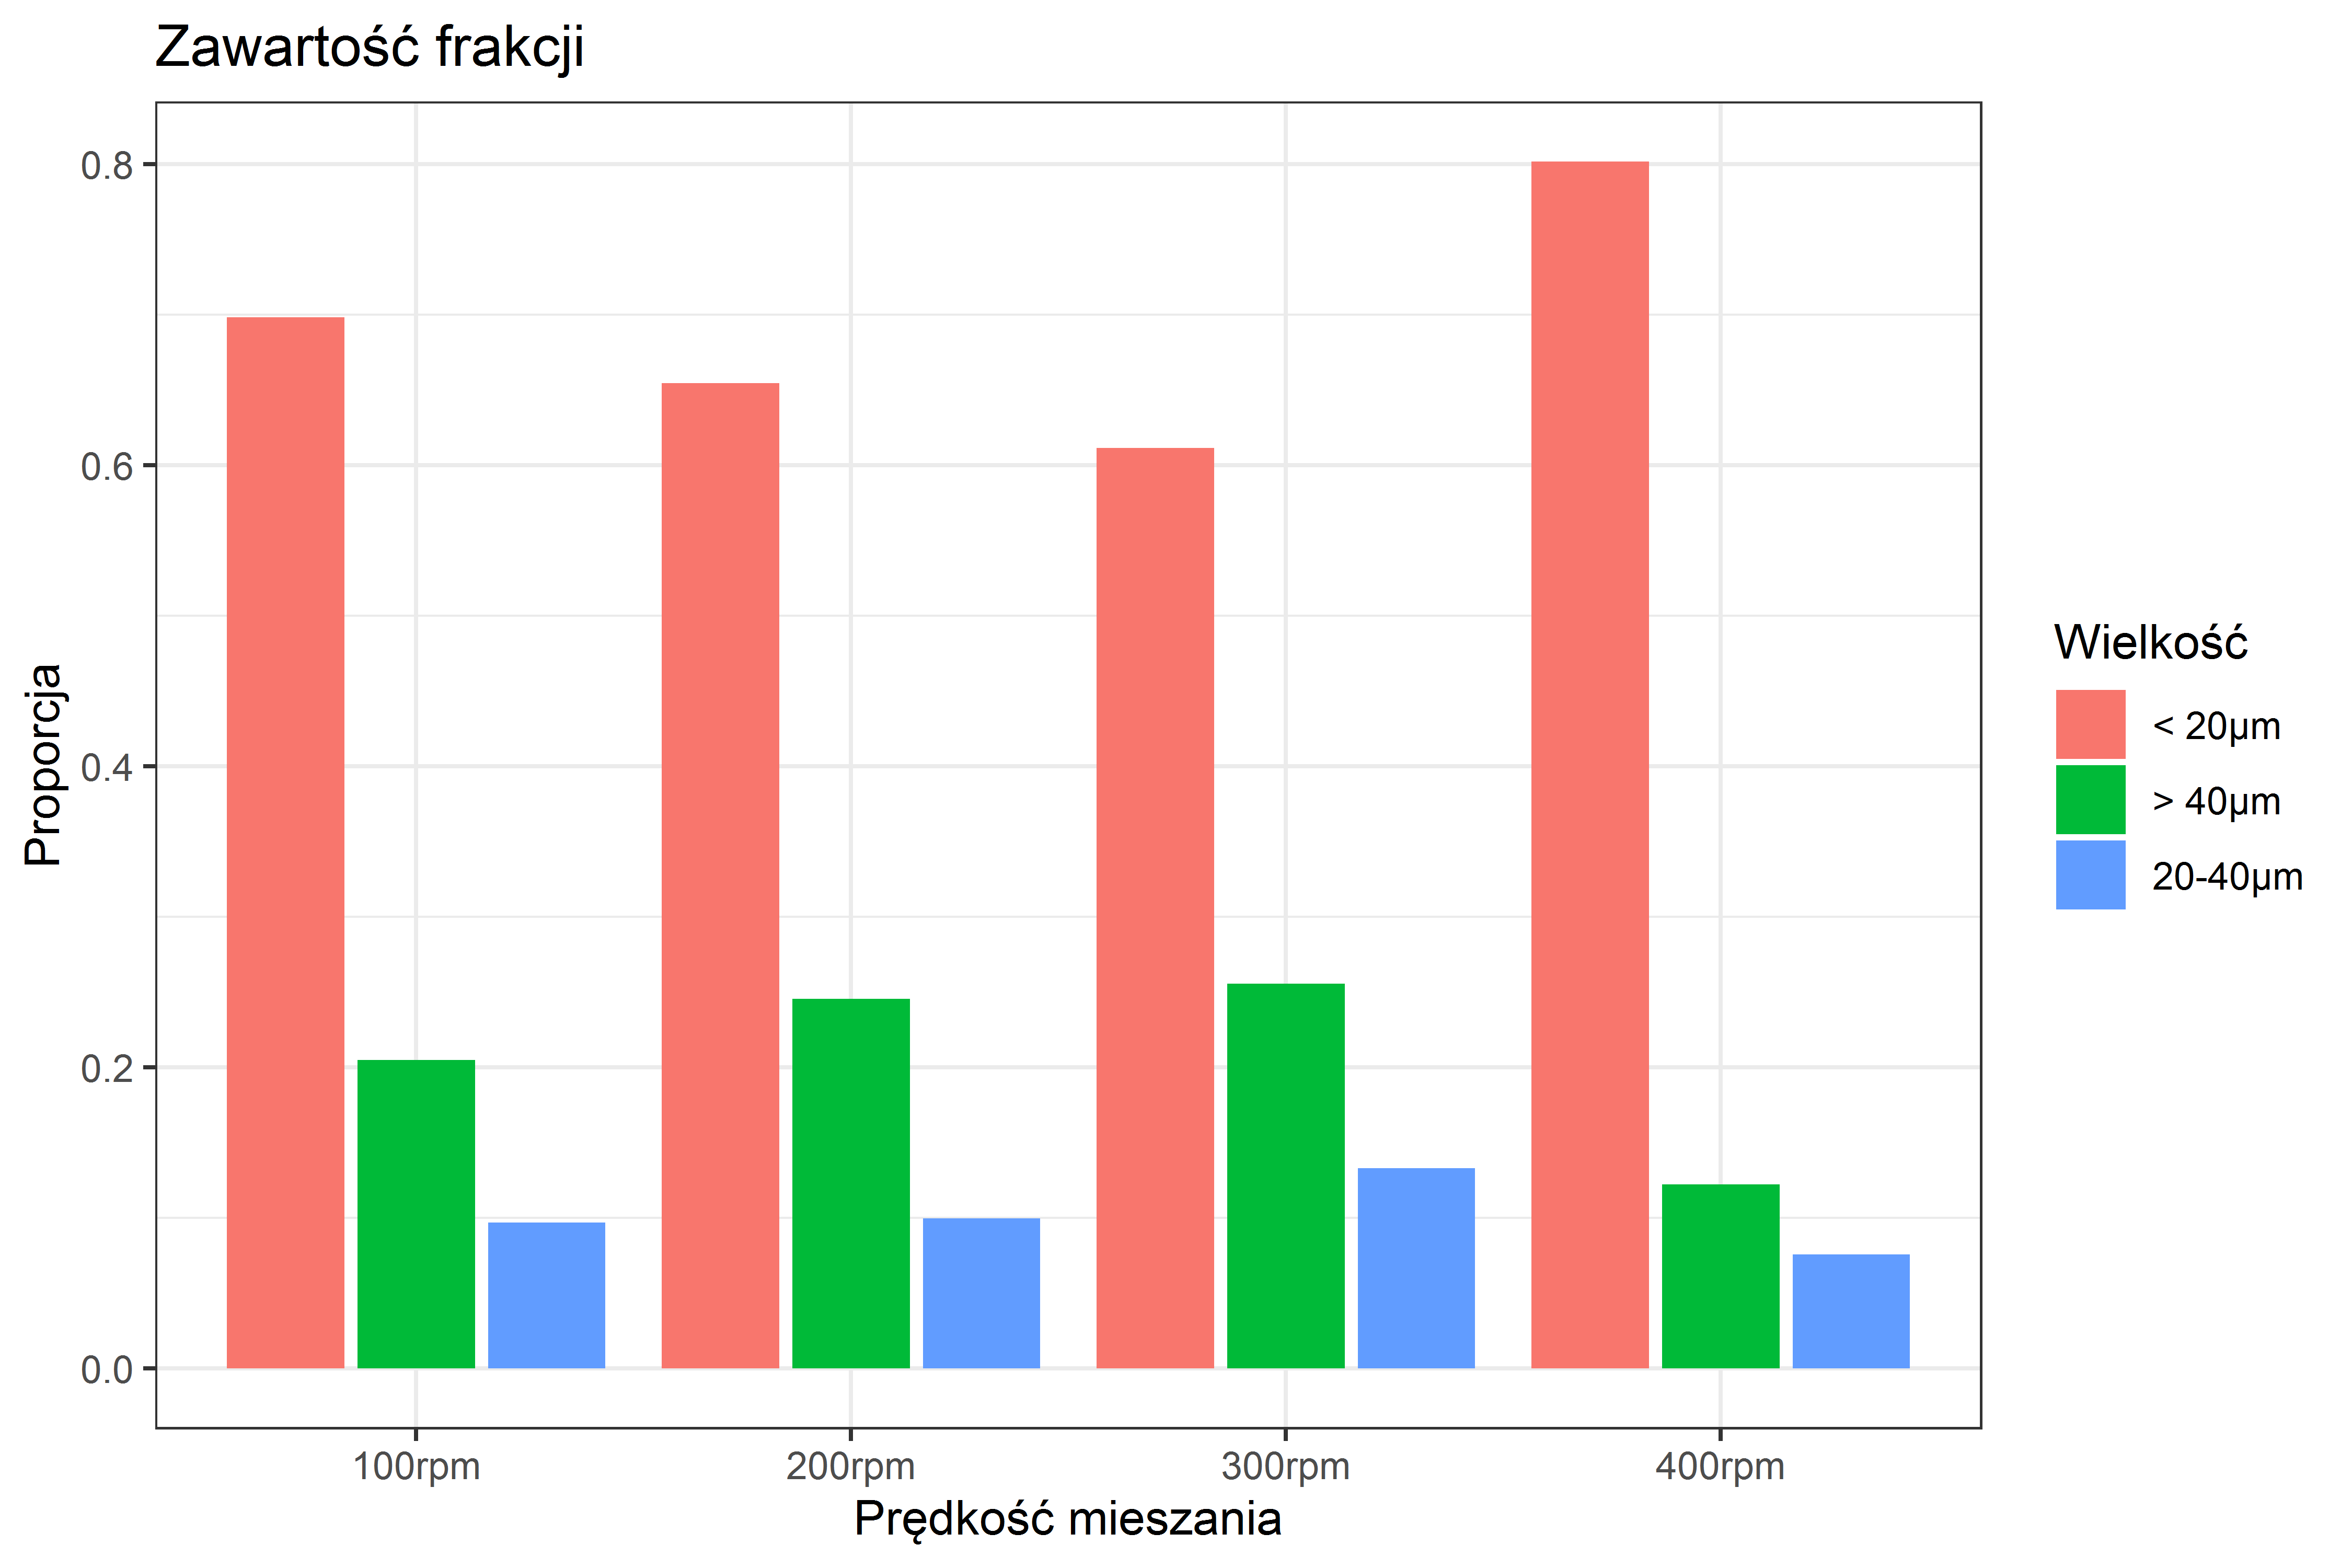 Zawartość frakcji
Proporcja
0.8
0.6
0.4
0.2
0.0
100rpm
200rpm
300rpm
400rpm
Prędkość mieszania
Wielkość
< 20µm
> 40µm
20-40µm